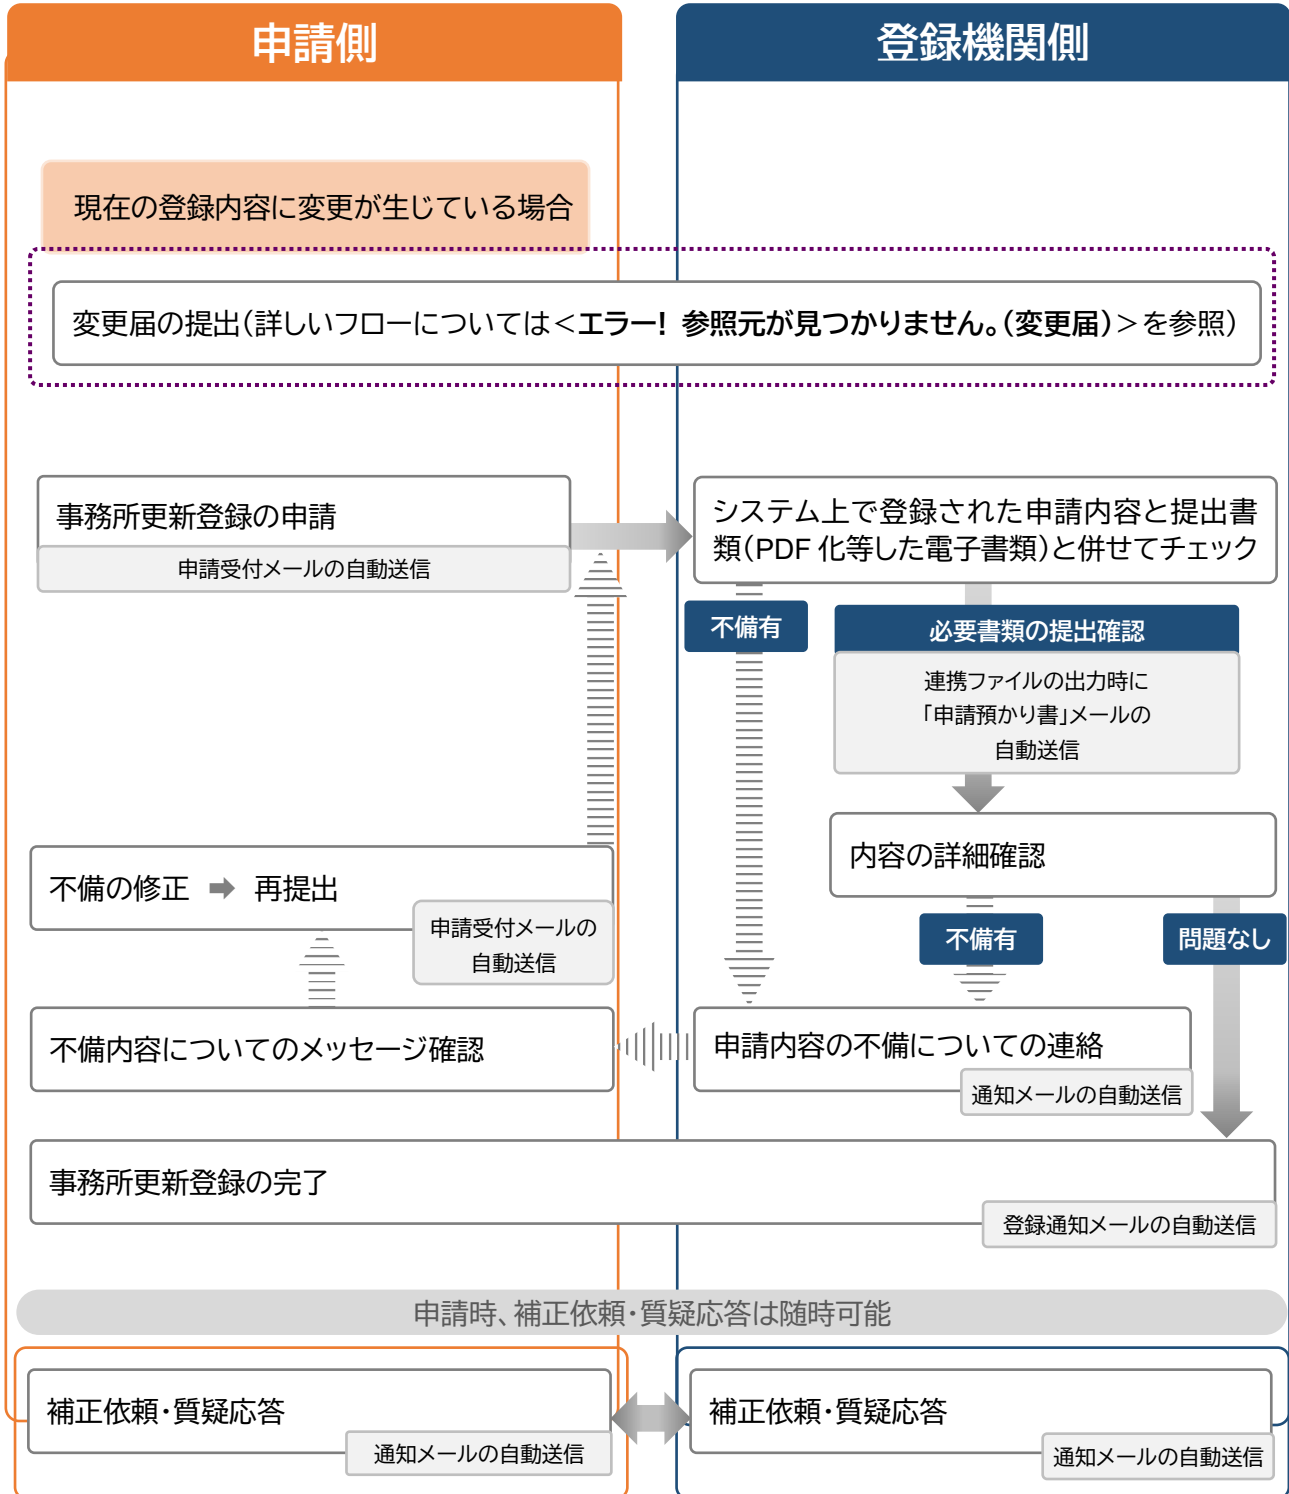 申請側
登録機関側
現在の登録内容に変更が生じている場合
変更届の提出(詳しいフローについては<エラー! 参照元が見つかりません。(変更届)>を参照)
事務所更新登録の申請
申請受付メールの自動送信
システム上で登録された申請内容と提出書
類(PDF 化等した電子書類)と併せてチェック
不備有
必要書類の提出確認
連携ファイルの出力時に
「申請預かり書」メールの
自動送信
内容の詳細確認
不備の修正 ➡ 再提出
申請受付メールの
自動送信
不備有
問題なし
不備内容についてのメッセージ確認
申請内容の不備についての連絡
通知メールの自動送信
事務所更新登録の完了
登録通知メールの自動送信
申請時、補正依頼・質疑応答は随時可能
補正依頼・質疑応答
通知メールの自動送信
補正依頼・質疑応答
通知メールの自動送信